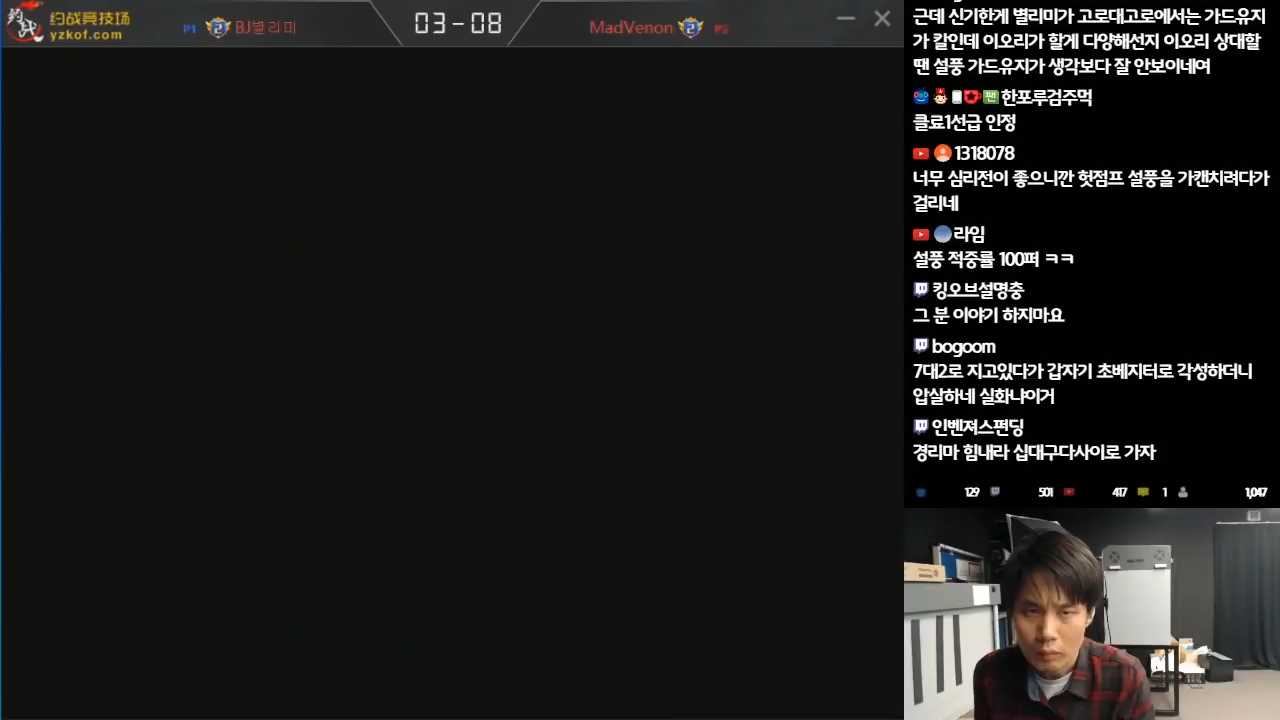 约战竞技场
yzkof.com
P1 2 BJ별리미
03-08
MadVenon 2 P2
근데 신기한게 별리미가 고로대고로에서는 가드유지
가 칼인데 이오리가 할게 다양해선지 이오리 상대할
땐 설풍 가드유지가 생각보다 잘 안보이네여
팬 한포루검주먹
클료1선급 인정
1318078
너무 심리전이 좋으니깐 헛점프 설풍을 가캔치려다가
걸리네
라임
설풍 적중률 100퍼 ㅋㅋ
킹오브설명충
그 분 이야기 하지마요
bogoom
7대2로 지고있다가 갑자기 초베지터로 각성하더니
압살하네 실화냐이거
인벤져스펀딩
경리마 힘내라 십대구다사이로 가자
129 501 417 1 1,047